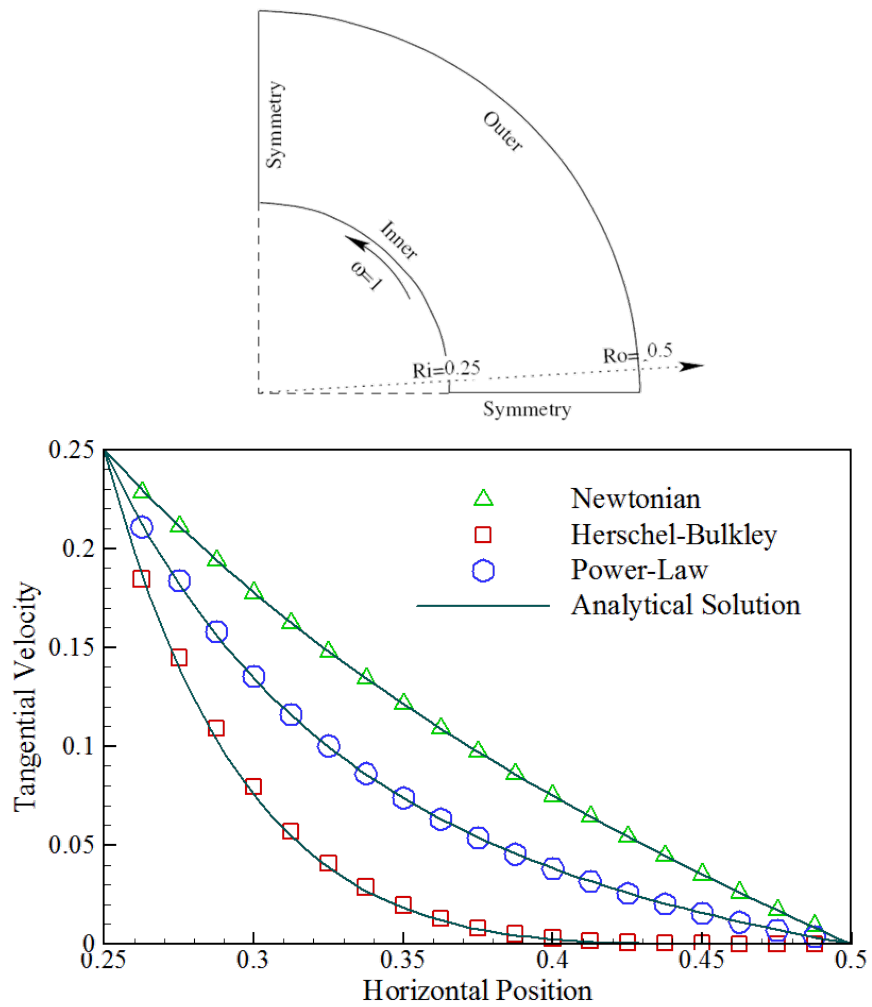 Symmetry
Outer
Inner
ω=1
Ri=0.25
Ro= 0.5
Symmetry
0.25
Newtonian
Herschel-Bulkley
0.2
Power-Law
Analytical Solution
0.15
Tangential Velocity
0.1
0.05
0
0.25 0.3 0.35 0.4 0.45 0.5
Horizontal Position